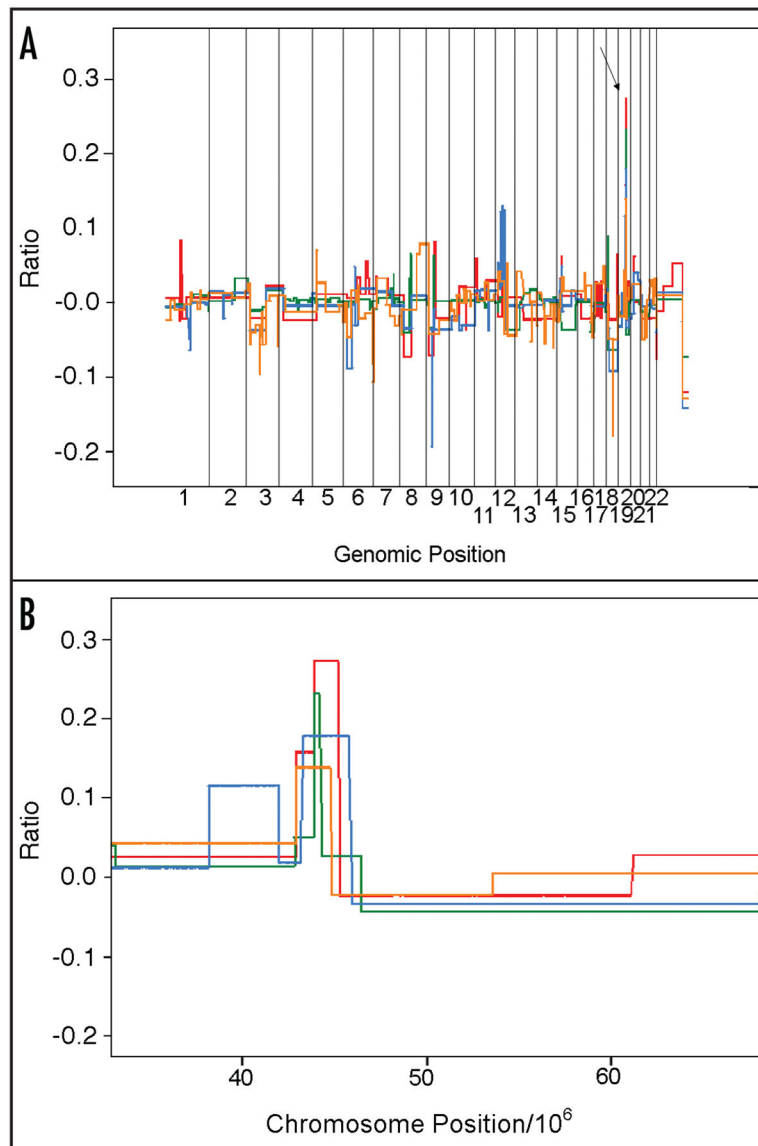 A
0.3
0.2
0.1
-0.0
-0.1
-0.2
Ratio
1 2 3 4 5 6 7 8 9 10 12 14 16 18 20 22
11 13 15 17 19 21
Genomic Position
B
0.3
0.2
0.1
0.0
-0.1
-0.2
Ratio
40 50 60
Chromosome Position/10⁶